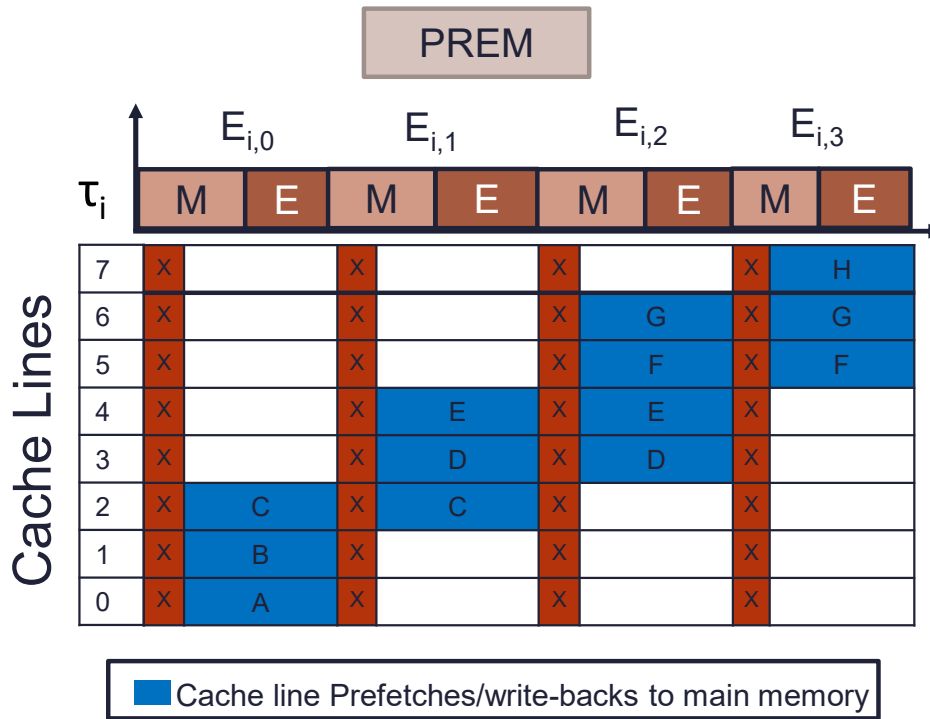 PREM
E i,0 E i,1 E i,2 E i,3
τ i M E M E M E M E
Cache Lines
7 X X X X H
6 X X X G X G
5 X X X F X F
4 X X E X E X
3 X X D X D X
2 X C X C X X
1 X B X X X
0 X A X X X
Cache line Prefetches/write-backs to main memory